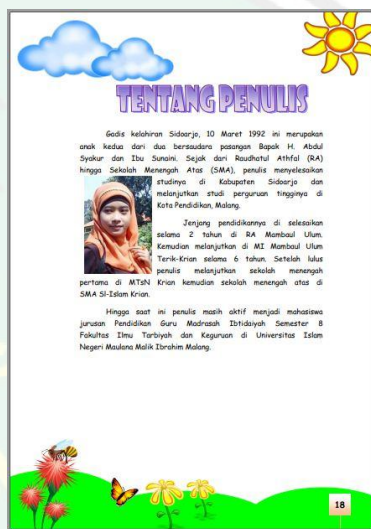 TENTANG PENULIS
Gadis kelahiran Sidoarjo, 10 Maret 1992 ini merupakan
anak kedua dari dua bersaudara pasangan Bapak H. Abdul
Syakur dan Ibu Sunaini. Sejak dari Raudhatul Athfal (RA)
hingga Sekolah Menengah Atas (SMA), penulis menyelesaikan
studinya di Kabupaten Sidoarjo dan
melanjutkan studi perguruan tingginya di
Kota Pendidikan, Malang.
Jenjang pendidikannya di selesaikan
selama 2 tahun di RA Mambaul Ulum.
Kemudian melanjutkan di MI Mambaul Ulum
Terik-Krian selama 6 tahun. Setelah lulus
penulis melanjutkan sekolah menengah
pertama di MTsN Krian kemudian sekolah menengah atas di
SMA SI-Islam Krian.
Hingga saat ini penulis masih aktif menjadi mahasiswa
jurusan Pendidikan Guru Madrasah Ibtidaiyah Semester 8
Fakultas Ilmu Tarbiyah dan Keguruan di Universitas Islam
Negeri Maulana Malik Ibrahim Malang.
18